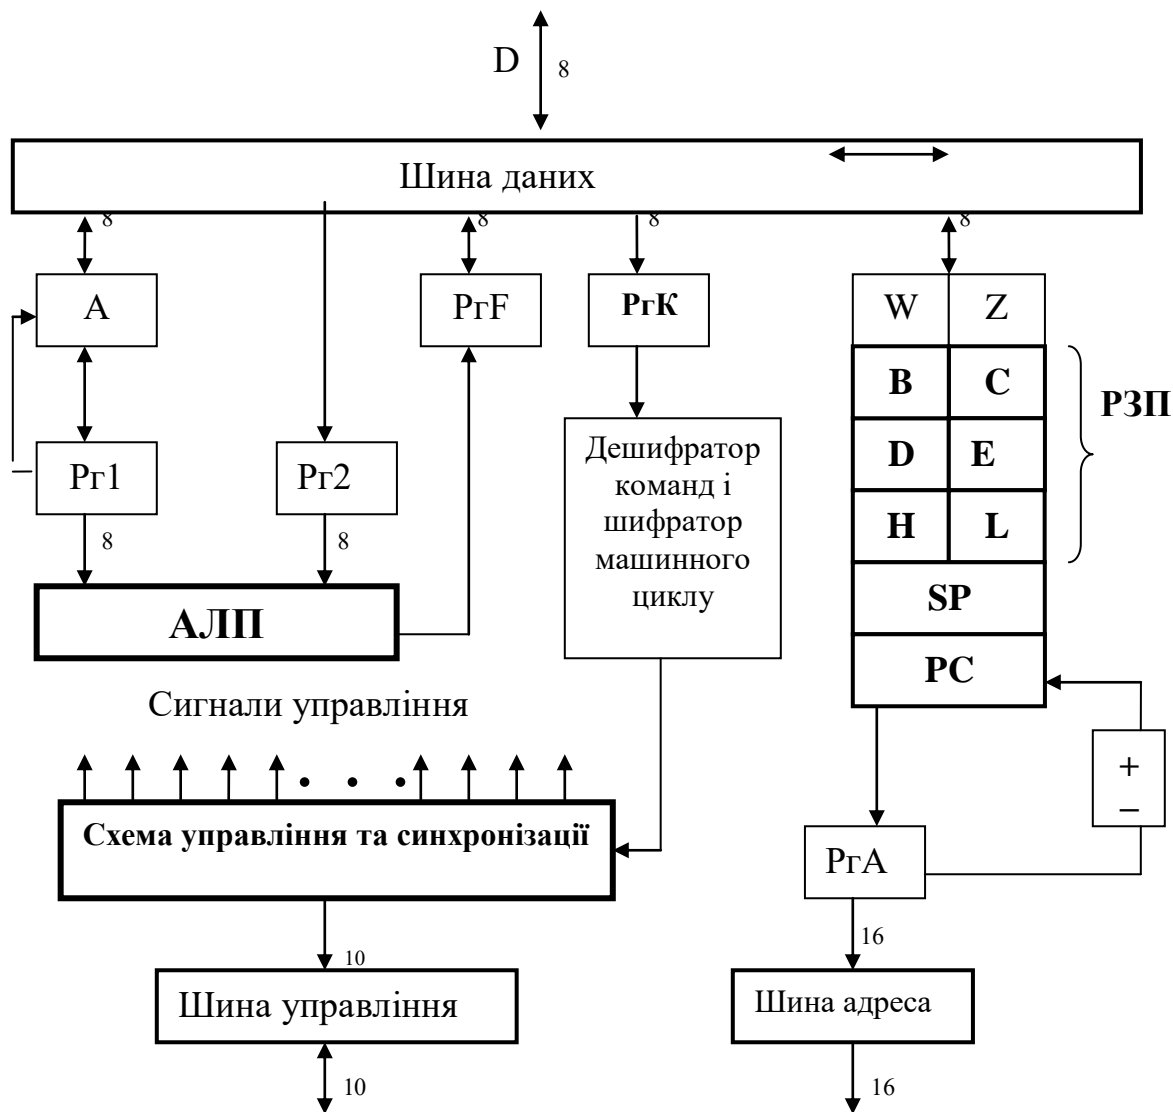 D
8
Шина даних
8
8
8
8
A
РгF
РгК
W
Z
B
C
РЗП
D
E
H
L
Рг1
Рг2
Дешифратор
команд і
шифратор
машинного
циклу
8
8
АЛП
SP
PC
Сигнали управління
+
–
Схема управління та синхронізації
РгА
10
16
Шина управління
Шина адреса
10
16